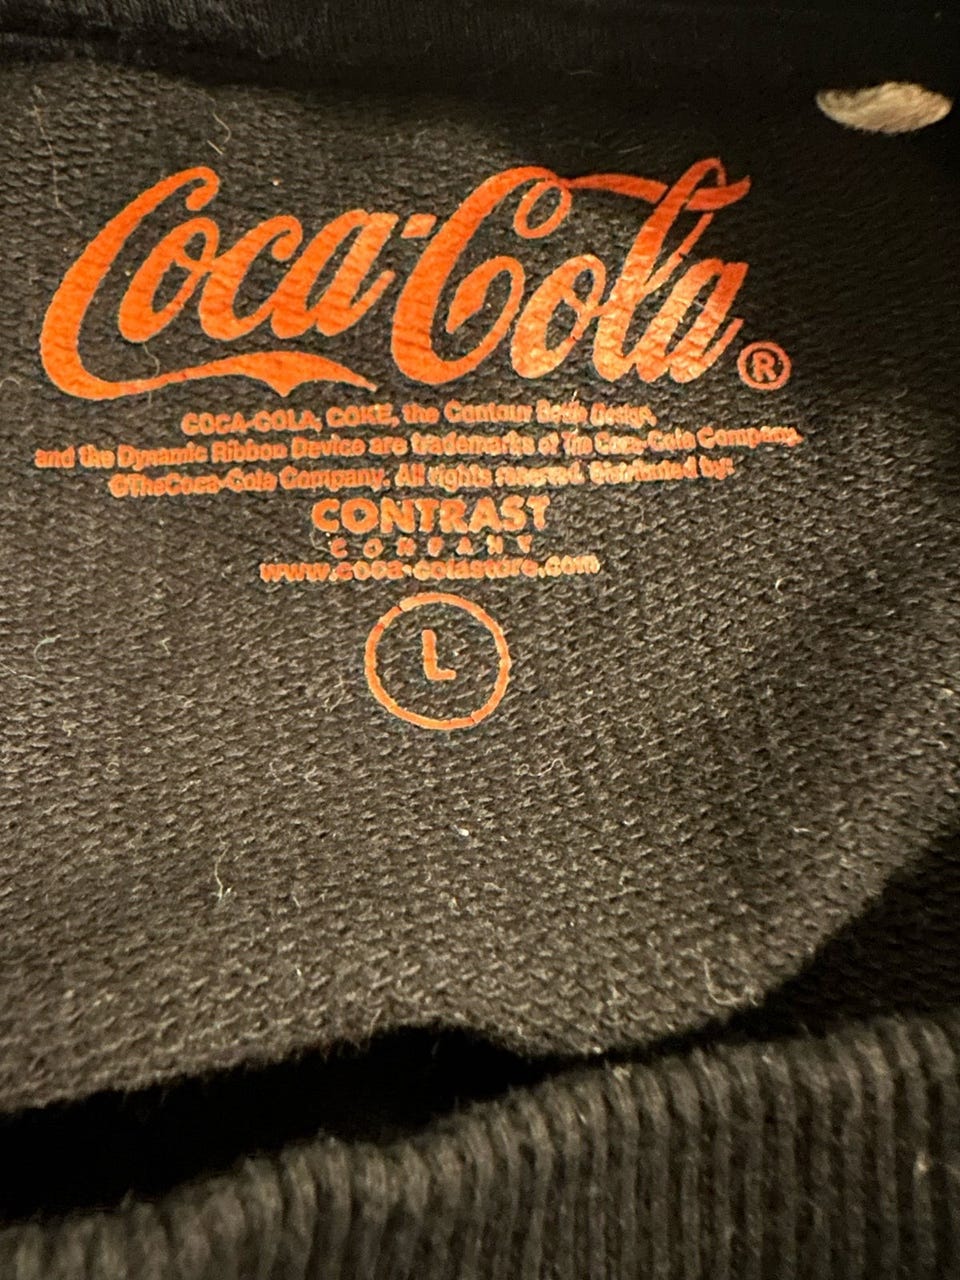 Coca-Cola®
COCA-COLA, COKE, the Contour Bottle Design,
and the Dynamic Ribbon Device are trademarks of The Coca-Cola Company.
©TheCoca-Cola Company. All rights reserved. Distributed by:
CONTRAST
COMPANY
www.coca-colastore.com
L